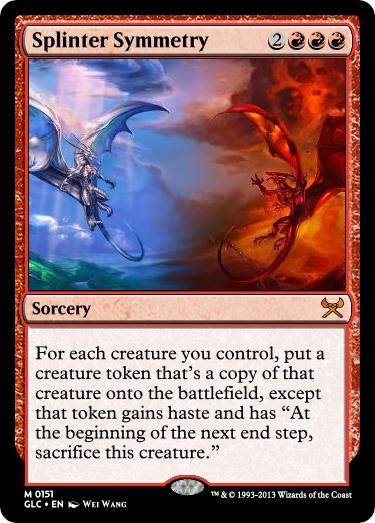 Splinter Symmetry 2
Sorcery
For each creature you control, put a
creature token that's a copy of that
creature onto the battlefield, except
that token gains haste and has “At
the beginning of the next end step,
sacrifice this creature.”
M 0151
GLC • EN Wei Wang
™ & © 1993-2013 Wizards of the Coast